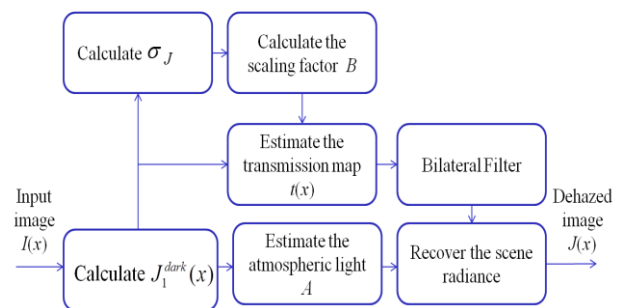 Calculate σ_J
Calculate the
scaling factor B
Estimate the
transmission map
t(x)
Bilateral Filter
Input
image
I(x)
Calculate J_1^{dark}(x)
Estimate the
atmospheric light
A
Recover the scene
radiance
Dehazed
image
J(x)